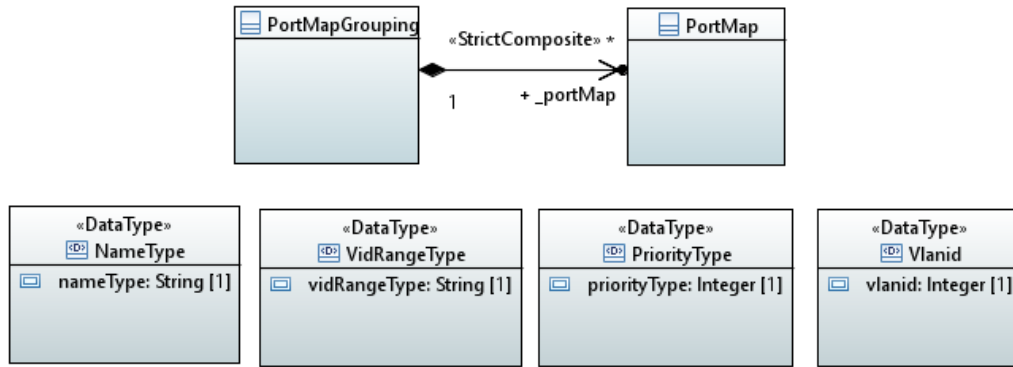 PortMapGrouping
«StrictComposite» *
PortMap
1
+ _portMap
«DataType»
NameType
nameType: String [1]
«DataType»
VidRangeType
vidRangeType: String [1]
«DataType»
PriorityType
priorityType: Integer [1]
«DataType»
Vlanid
vlanid: Integer [1]